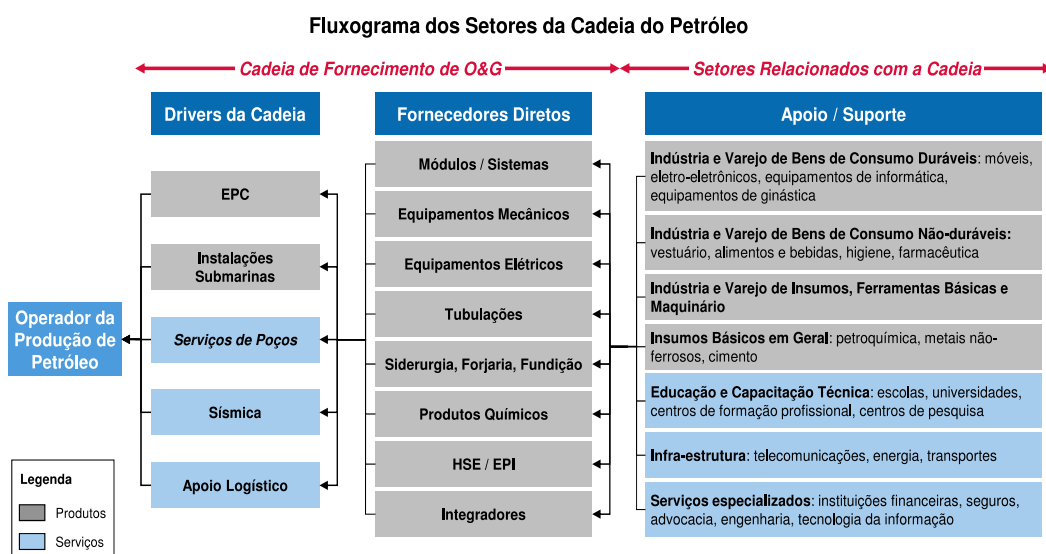 Fluxograma dos Setores da Cadeia do Petróleo
Cadeia de Fornecimento de O&G
Setores Relacionados com a Cadeia
Drivers da Cadeia
Fornecedores Diretos
Apoio / Suporte
Operador da
Produção de
Petróleo
EPC
Instalações
Submarinas
Serviços de Poços
Sísmica
Apoio Logístico
Módulos / Sistemas
Equipamentos Mecânicos
Equipamentos Elétricos
Tubulações
Siderurgia, Forjaria, Fundição
Produtos Químicos
HSE / EPI
Integradores
Indústria e Varejo de Bens de Consumo Duráveis: móveis,
eletro-eletrônicos, equipamentos de informática,
equipamentos de ginástica
Indústria e Varejo de Bens de Consumo Não-duráveis:
vestuário, alimentos e bebidas, higiene, farmacêutica
Indústria e Varejo de Insumos, Ferramentas Básicas e
Maquinário
Insumos Básicos em Geral: petroquímica, metais não-
ferrosos, cimento
Educação e Capacitação Técnica: escolas, universidades,
centros de formação profissional, centros de pesquisa
Infra-estrutura: telecomunicações, energia, transportes
Serviços especializados: instituições financeiras, seguros,
advocacia, engenharia, tecnologia da informação
Legenda
Produtos
Serviços